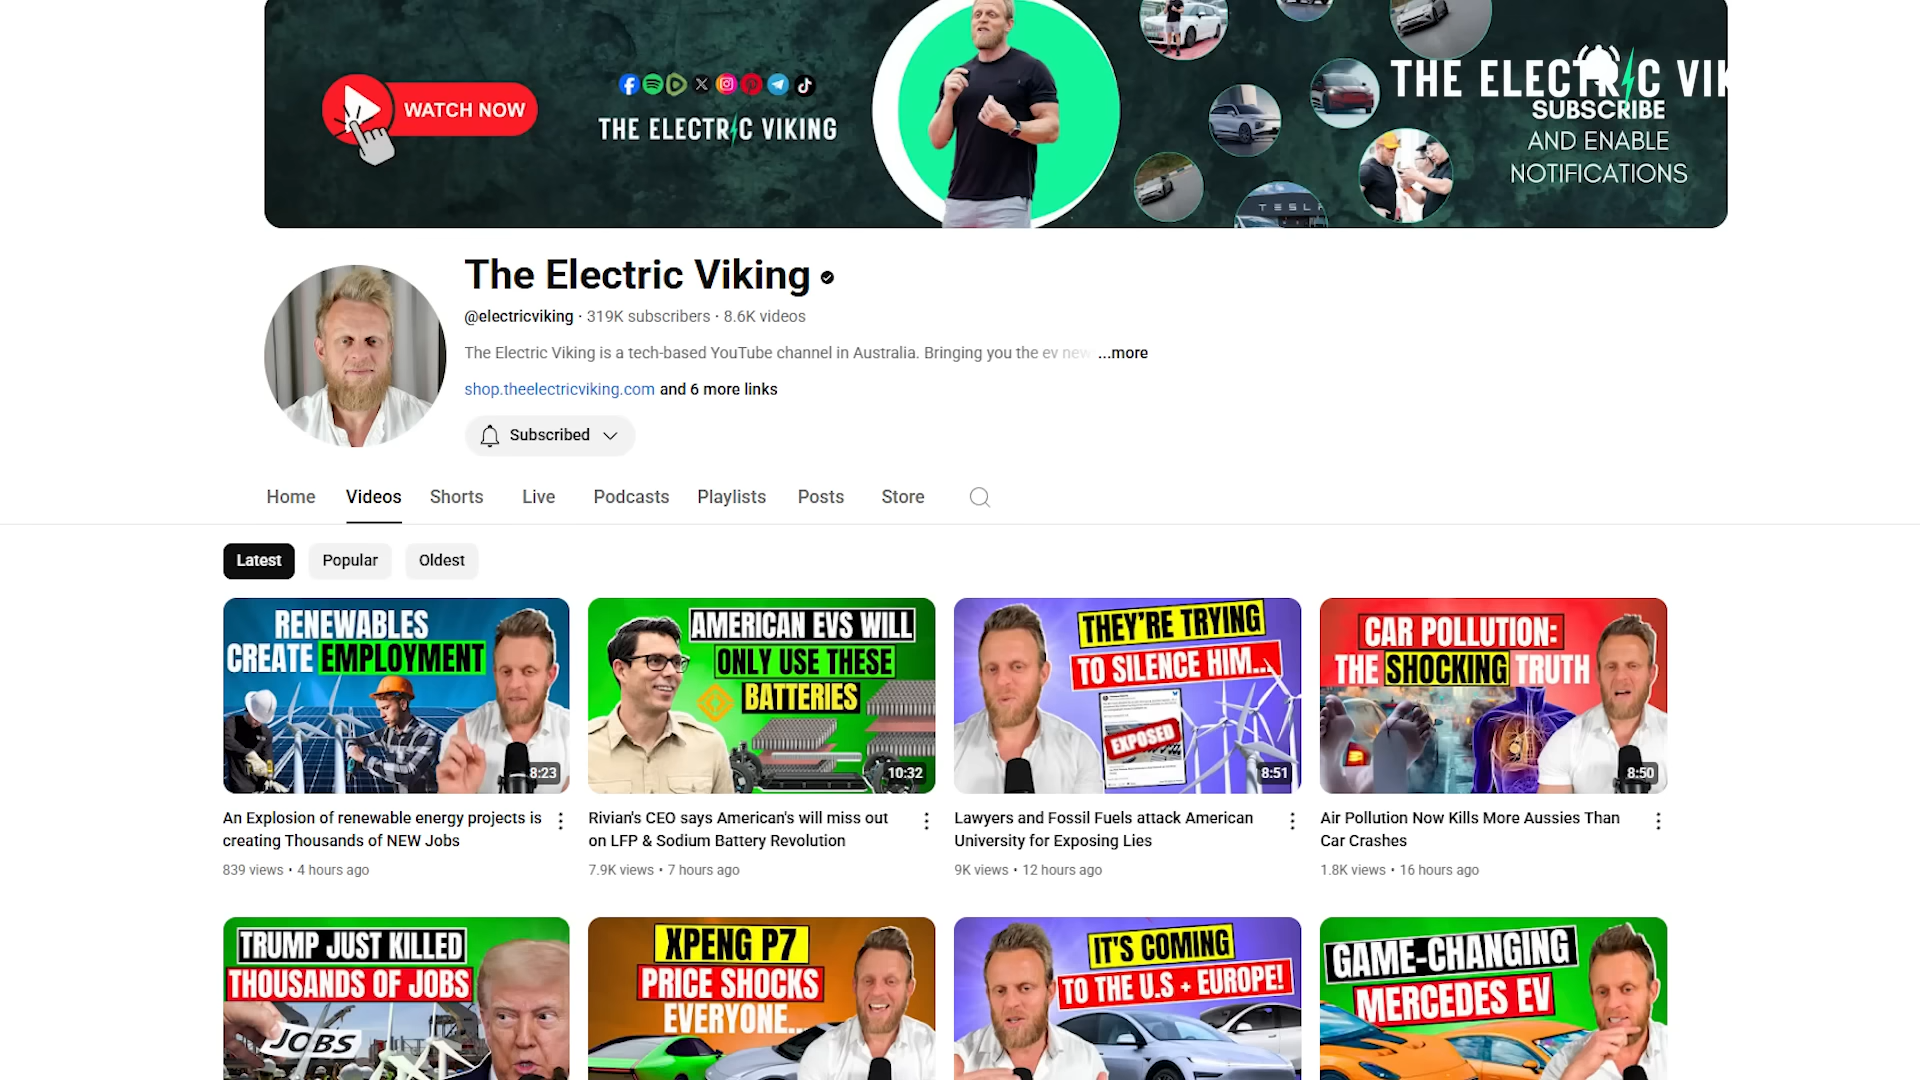 WATCH NOW
THE ELECTRIC VIKING
TESL
THE ELECTRIC VIK
SUBSCRIBE
AND ENABLE
NOTIFICATIONS
The Electric Viking
@electricviking · 319K subscribers · 8.6K videos
The Electric Viking is a tech-based YouTube channel in Australia. Bringing you the ev new ...more
shop.theelectricviking.com and 6 more links
Subscribed
Home Videos Shorts Live Podcasts Playlists Posts Store
Latest Popular Oldest
RENEWABLES
CREATE EMPLOYMENT
8:23
An Explosion of renewable energy projects is
creating Thousands of NEW Jobs
839 views • 4 hours ago
AMERICAN EVS WILL
ONLY USE THESE
BATTERIES
10:32
Rivian's CEO says American's will miss out
on LFP & Sodium Battery Revolution
7.9K views • 7 hours ago
THEY'RE TRYING
TO SILENCE HIM...
EXPOSED
8:51
Lawyers and Fossil Fuels attack American
University for Exposing Lies
9K views • 12 hours ago
CAR POLLUTION:
THE SHOCKING TRUTH
8:50
Air Pollution Now Kills More Aussies Than
Car Crashes
1.8K views • 16 hours ago
TRUMP JUST KILLED
THOUSANDS OF JOBS
JOBS
XPENG P7
PRICE SHOCKS
EVERYONE...
IT'S COMING
TO THE U.S + EUROPE!
GAME-CHANGING
MERCEDES EV